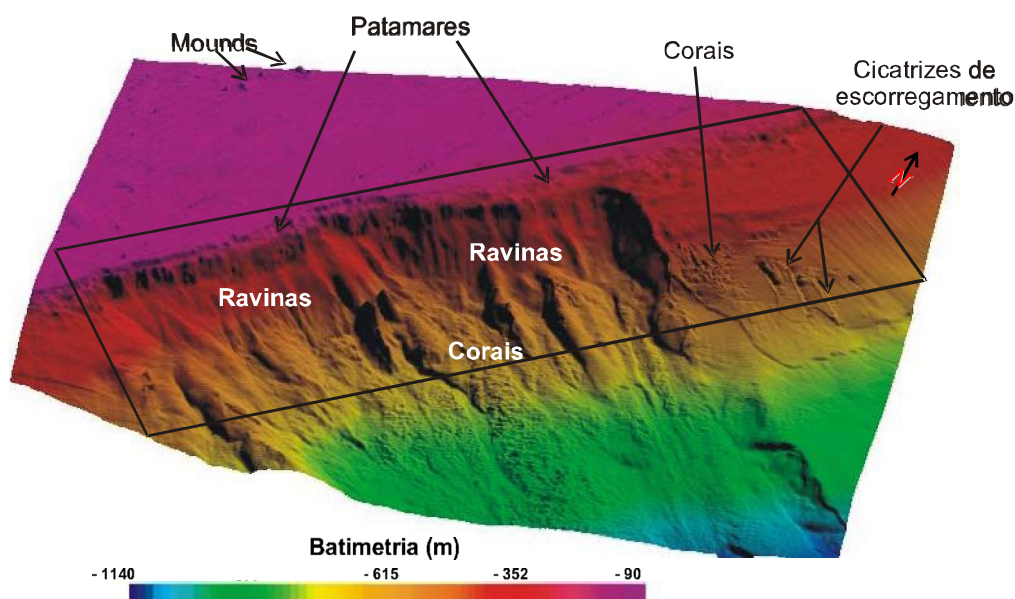 Mounds
Patamares
Corais
Cicatrizes de
escorregamento
N
Ravinas
Ravinas
Corais
Batimetria (m)
- 1140 - 615 - 352 - 90